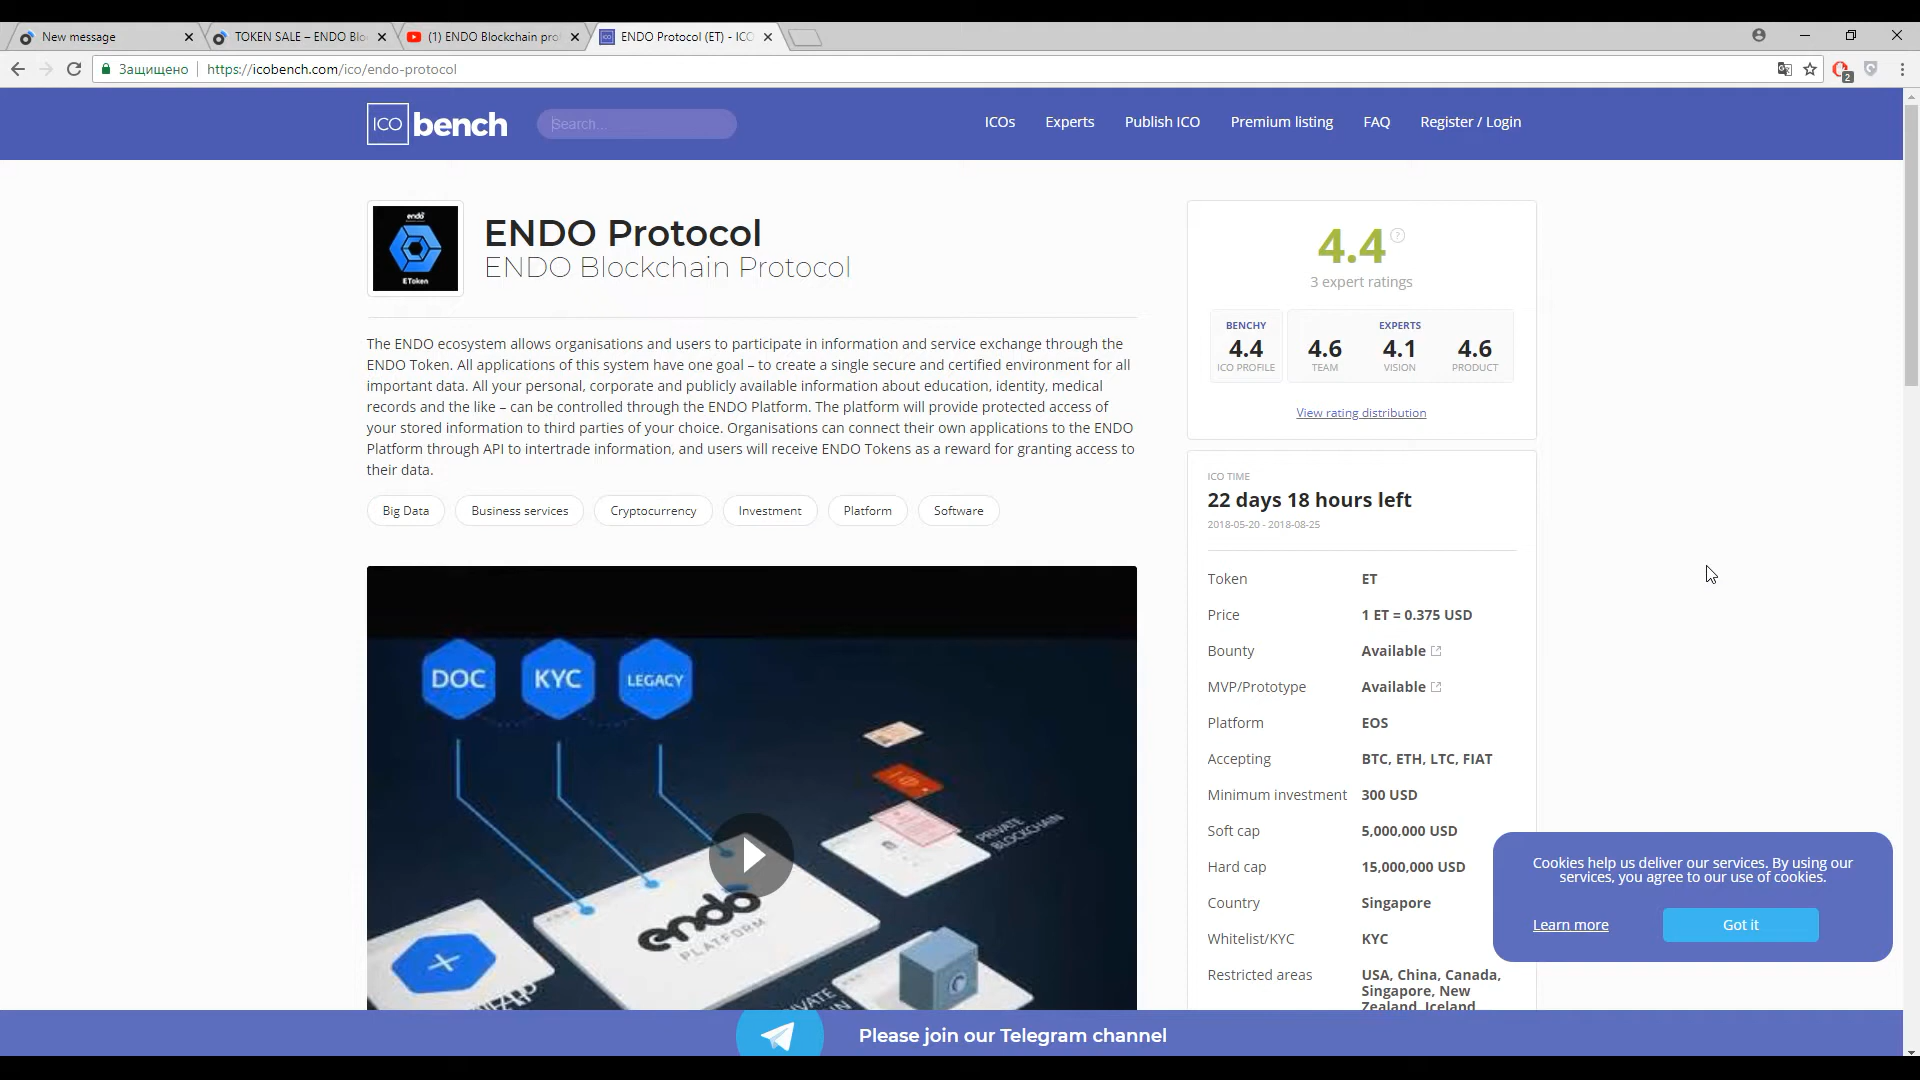 New message
TOKEN SALE – ENDO Blo
(1) ENDO Blockchain pro
ENDO Protocol (ET) - ICO
Защищено
https://icobench.com/ico/endo-protocol
2
ICO bench
Search...
ICOs
Experts
Publish ICO
Premium listing
FAQ
Register / Login
endo
EToken
ENDO Protocol
ENDO Blockchain Protocol
The ENDO ecosystem allows organisations and users to participate in information and service exchange through the
ENDO Token. All applications of this system have one goal – to create a single secure and certified environment for all
important data. All your personal, corporate and publicly available information about education, identity, medical
records and the like – can be controlled through the ENDO Platform. The platform will provide protected access of
your stored information to third parties of your choice. Organisations can connect their own applications to the ENDO
Platform through API to intertrade information, and users will receive ENDO Tokens as a reward for granting access to
their data.
Big Data
Business services
Cryptocurrency
Investment
Platform
Software
DOC
KYC
LEGACY
PRIVATE
BLOCKCHAIN
endo
PLATFORM
4.4 ?
3 expert ratings
BENCHY
4.4
ICO PROFILE
EXPERTS
4.6
TEAM
4.1
VISION
4.6
PRODUCT
View rating distribution
ICO TIME
22 days 18 hours left
2018-05-20 - 2018-08-25
Token ET
Price 1 ET = 0.375 USD
Bounty Available
MVP/Prototype Available
Platform EOS
Accepting BTC, ETH, LTC, FIAT
Minimum investment 300 USD
Soft cap 5,000,000 USD
Hard cap 15,000,000 USD
Country Singapore
Whitelist/KYC KYC
Restricted areas USA, China, Canada,
Singapore, New
Zealand, Iceland
Cookies help us deliver our services. By using our
services, you agree to our use of cookies.
Learn more
Got it
Please join our Telegram channel